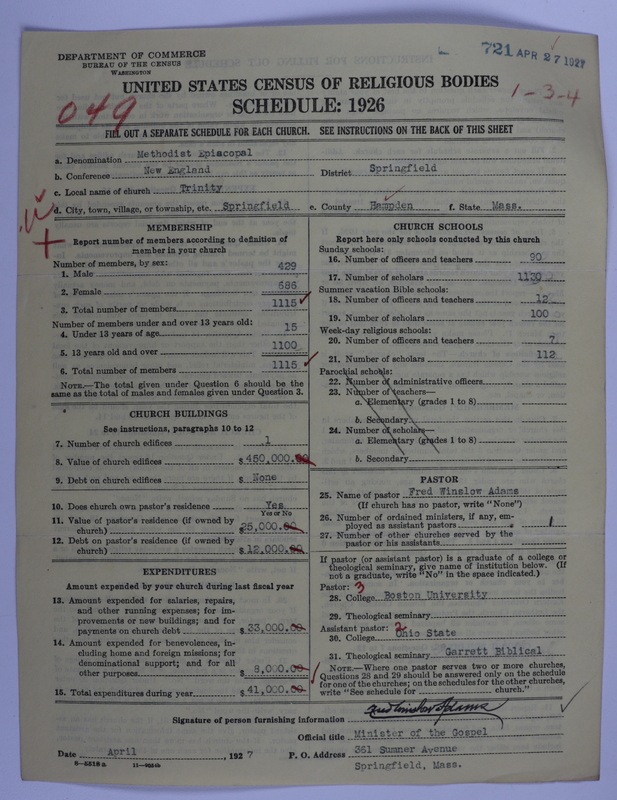 DEPARTMENT OF COMMERCE
BUREAU OF THE CENSUS
WASHINGTON
721 APR 27 1927
UNITED STATES CENSUS OF RELIGIOUS BODIES
SCHEDULE: 1926
049
1-3-4
FILL OUT A SEPARATE SCHEDULE FOR EACH CHURCH. SEE INSTRUCTIONS ON THE BACK OF THIS SHEET
a. Denomination Methodist Episcopal
b. Conference New England District Springfield
c. Local name of church Trinity
d. City, town, village, or township, etc. Springfield e. County Hampden f. State Mass.
MEMBERSHIP
Report number of members according to definition of
member in your church
Number of members, by sex:
1. Male 429
2. Female 686
3. Total number of members 1115
Number of members under and over 13 years old:
4. Under 13 years of age 15
5. 13 years old and over 1100
6. Total number of members 1115
NOTE.—The total given under Question 6 should be the
same as the total of males and females given under Question 3.
CHURCH BUILDINGS
See instructions, paragraphs 10 to 12
7. Number of church edifices 1
8. Value of church edifices $ 450,000.00
9. Debt on church edifices $ None
10. Does church own pastor's residence Yes
Yes or No
11. Value of pastor's residence (if owned by
church) $ 25,000.00
12. Debt on pastor's residence (if owned by
church) $ 12,000.00
EXPENDITURES
Amount expended by your church during last fiscal year
13. Amount expended for salaries, repairs,
and other running expenses; for im-
provements or new buildings; and for
payments on church debt $ 33,000.00
14. Amount expended for benevolences, in-
cluding home and foreign missions; for
denominational support; and for all
other purposes $ 8,000.00
15. Total expenditures during year $ 41,000.00
CHURCH SCHOOLS
Report here only schools conducted by this church
Sunday schools:
16. Number of officers and teachers 90
17. Number of scholars 1130
Summer vacation Bible schools:
18. Number of officers and teachers 12
19. Number of scholars 100
Week-day religious schools:
20. Number of officers and teachers 7
21. Number of scholars 112
Parochial schools:
22. Number of administrative officers
23. Number of teachers—
a. Elementary (grades 1 to 8)
b. Secondary
24. Number of scholars—
a. Elementary (grades 1 to 8)
b. Secondary
PASTOR
25. Name of pastor Fred Winslow Adams
(If church has no pastor, write "None")
26. Number of ordained ministers, if any, em-
ployed as assistant pastors 1
27. Number of other churches served by the
pastor or his assistants
If pastor (or assistant pastor) is a graduate of a college or
theological seminary, give name of institution below. (If
not a graduate, write "No" in the space indicated.)
Pastor: 3
28. College Boston University
29. Theological seminary
Assistant pastor: 2
30. College Ohio State
31. Theological seminary Garrett Biblical
NOTE.—Where one pastor serves two or more churches,
Questions 28 and 29 should be answered only on the schedule
for one of the churches; on the schedules for the other churches,
write "See schedule for church."
Signature of person furnishing information Fred Winslow Adams
Official title Minister of the Gospel
Date April, 1927 P. O. Address 361 Sumner Avenue
Springfield, Mass.
8-5518a